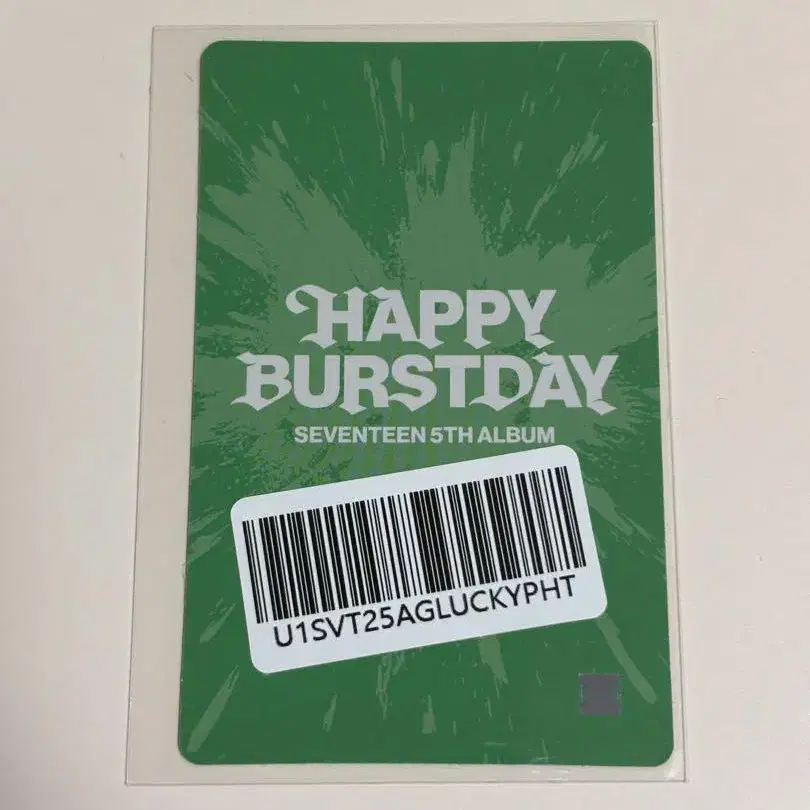 HAPPY
BURSTDAY
SEVENTEEN 5TH ALBUM
U1SVT25AGLUCKYPHT